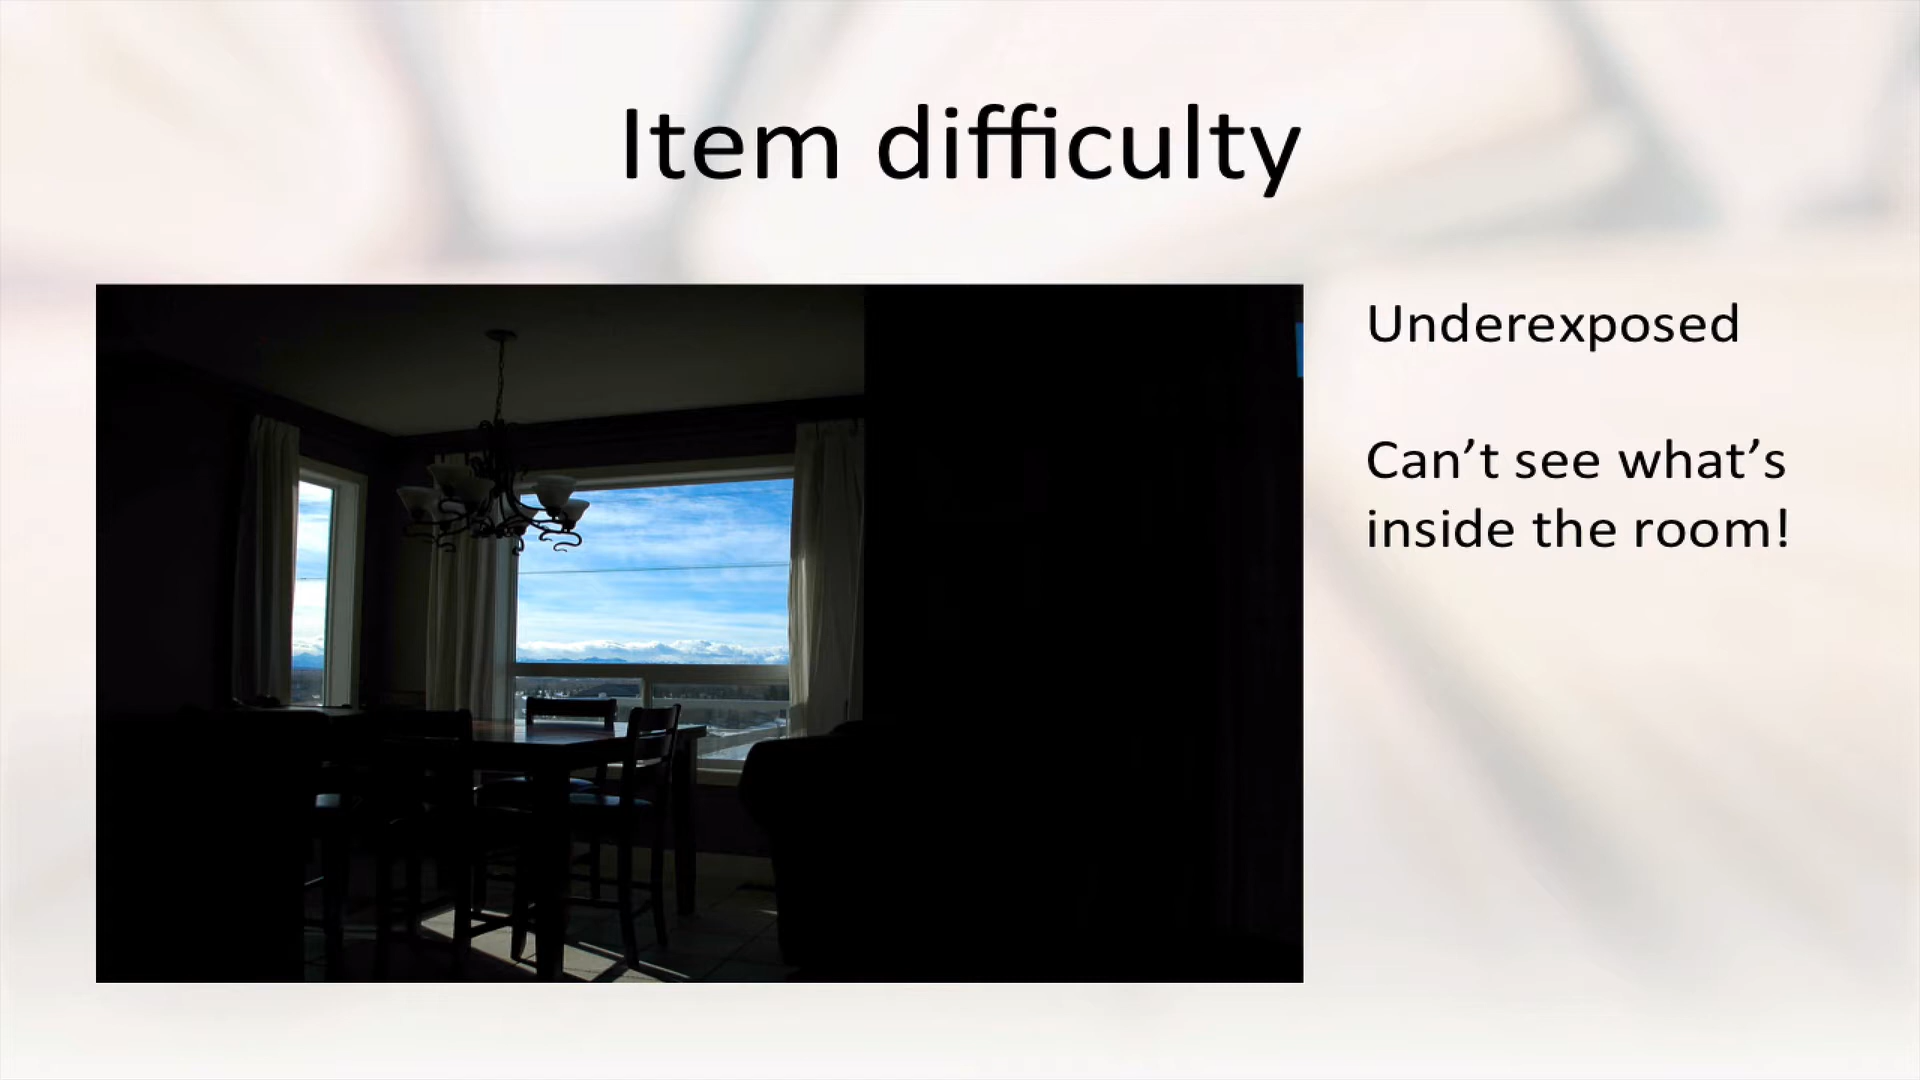 Item difficulty
Underexposed
Can’t see what’s
inside the room!